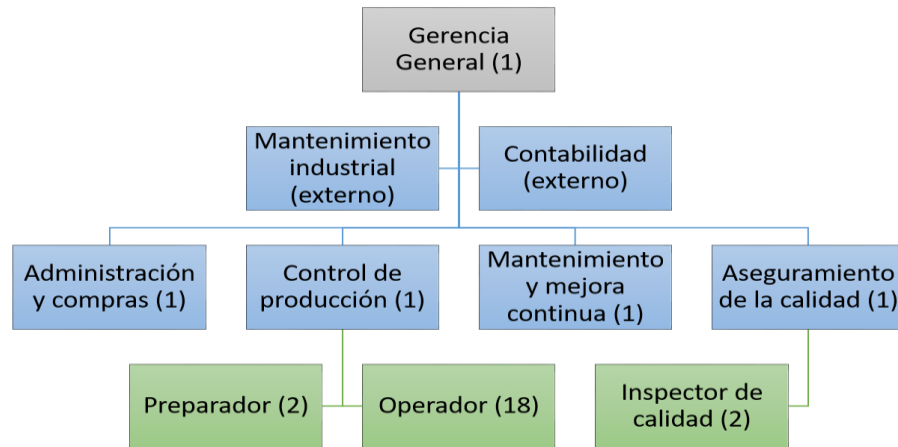 Gerencia
General (1)
Mantenimiento
industrial
(externo)
Contabilidad
(externo)
Administración
y compras (1)
Control de
producción (1)
Mantenimiento
y mejora
continua (1)
Aseguramiento
de la calidad (1)
Preparador (2)
Operador (18)
Inspector de
calidad (2)